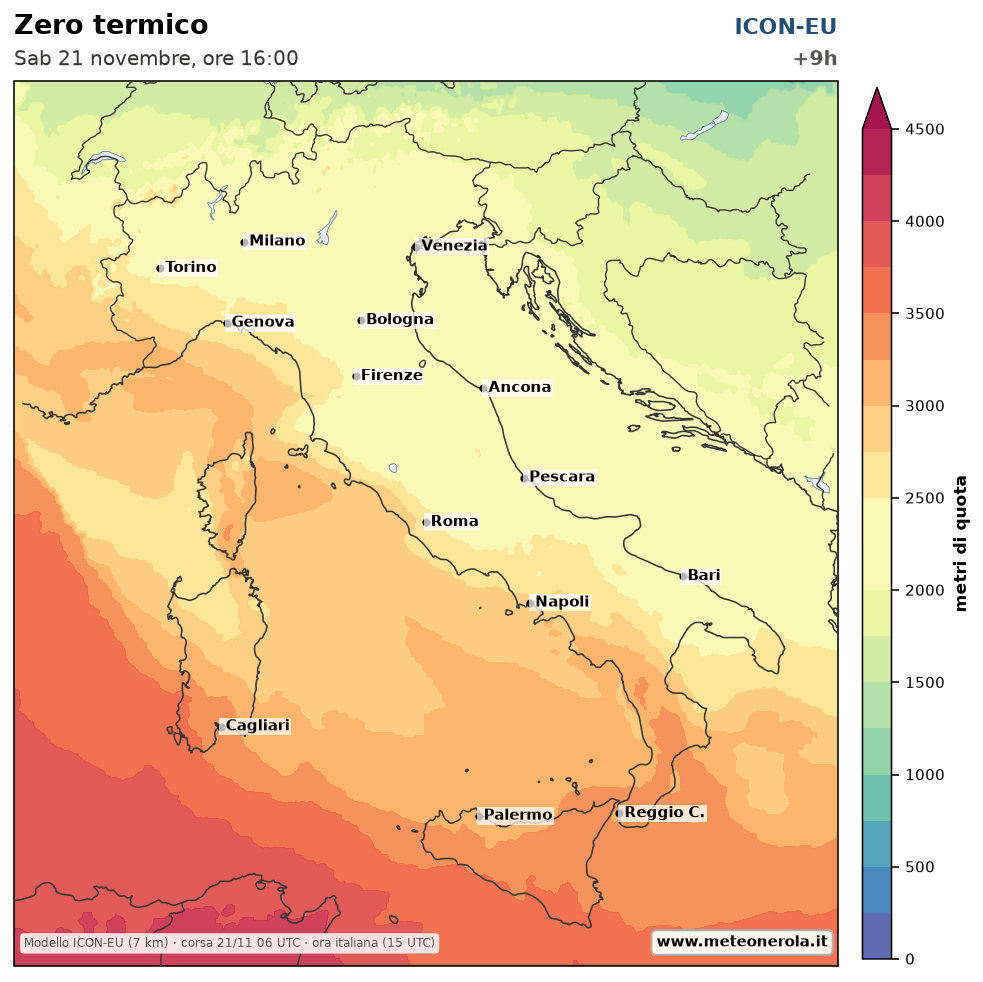 Zero termico
ICON-EU
Sab 21 novembre, ore 16:00
+9h
Milano
Venezia
Torino
Genova
Bologna
Firenze
Ancona
Pescara
Roma
Bari
Napoli
Cagliari
Palermo
Reggio C.
4500
4000
3500
3000
2500
2000
1500
1000
500
0
metri di quota
Modello ICON-EU (7 km) · corsa 21/11 06 UTC · ora italiana (15 UTC)
www.meteonerola.it